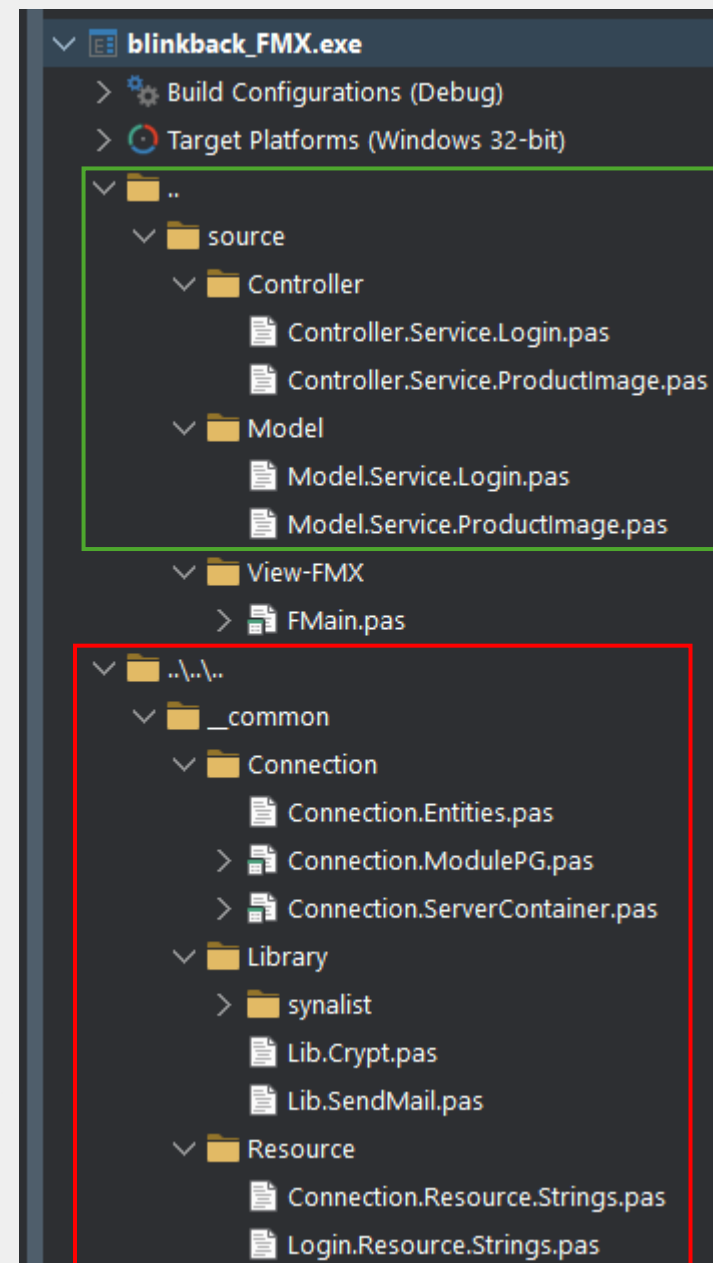 blinkback_FMX.exe
Build Configurations (Debug)
Target Platforms (Windows 32-bit)
..
source
Controller
Controller.Service.Login.pas
Controller.Service.ProductImage.pas
Model
Model.Service.Login.pas
Model.Service.ProductImage.pas
View-FMX
FMain.pas
..\..\..
__common
Connection
Connection.Entities.pas
Connection.ModulePG.pas
Connection.ServerContainer.pas
Library
synalist
Lib.Crypt.pas
Lib.SendMail.pas
Resource
Connection.Resource.Strings.pas
Login.Resource.Strings.pas